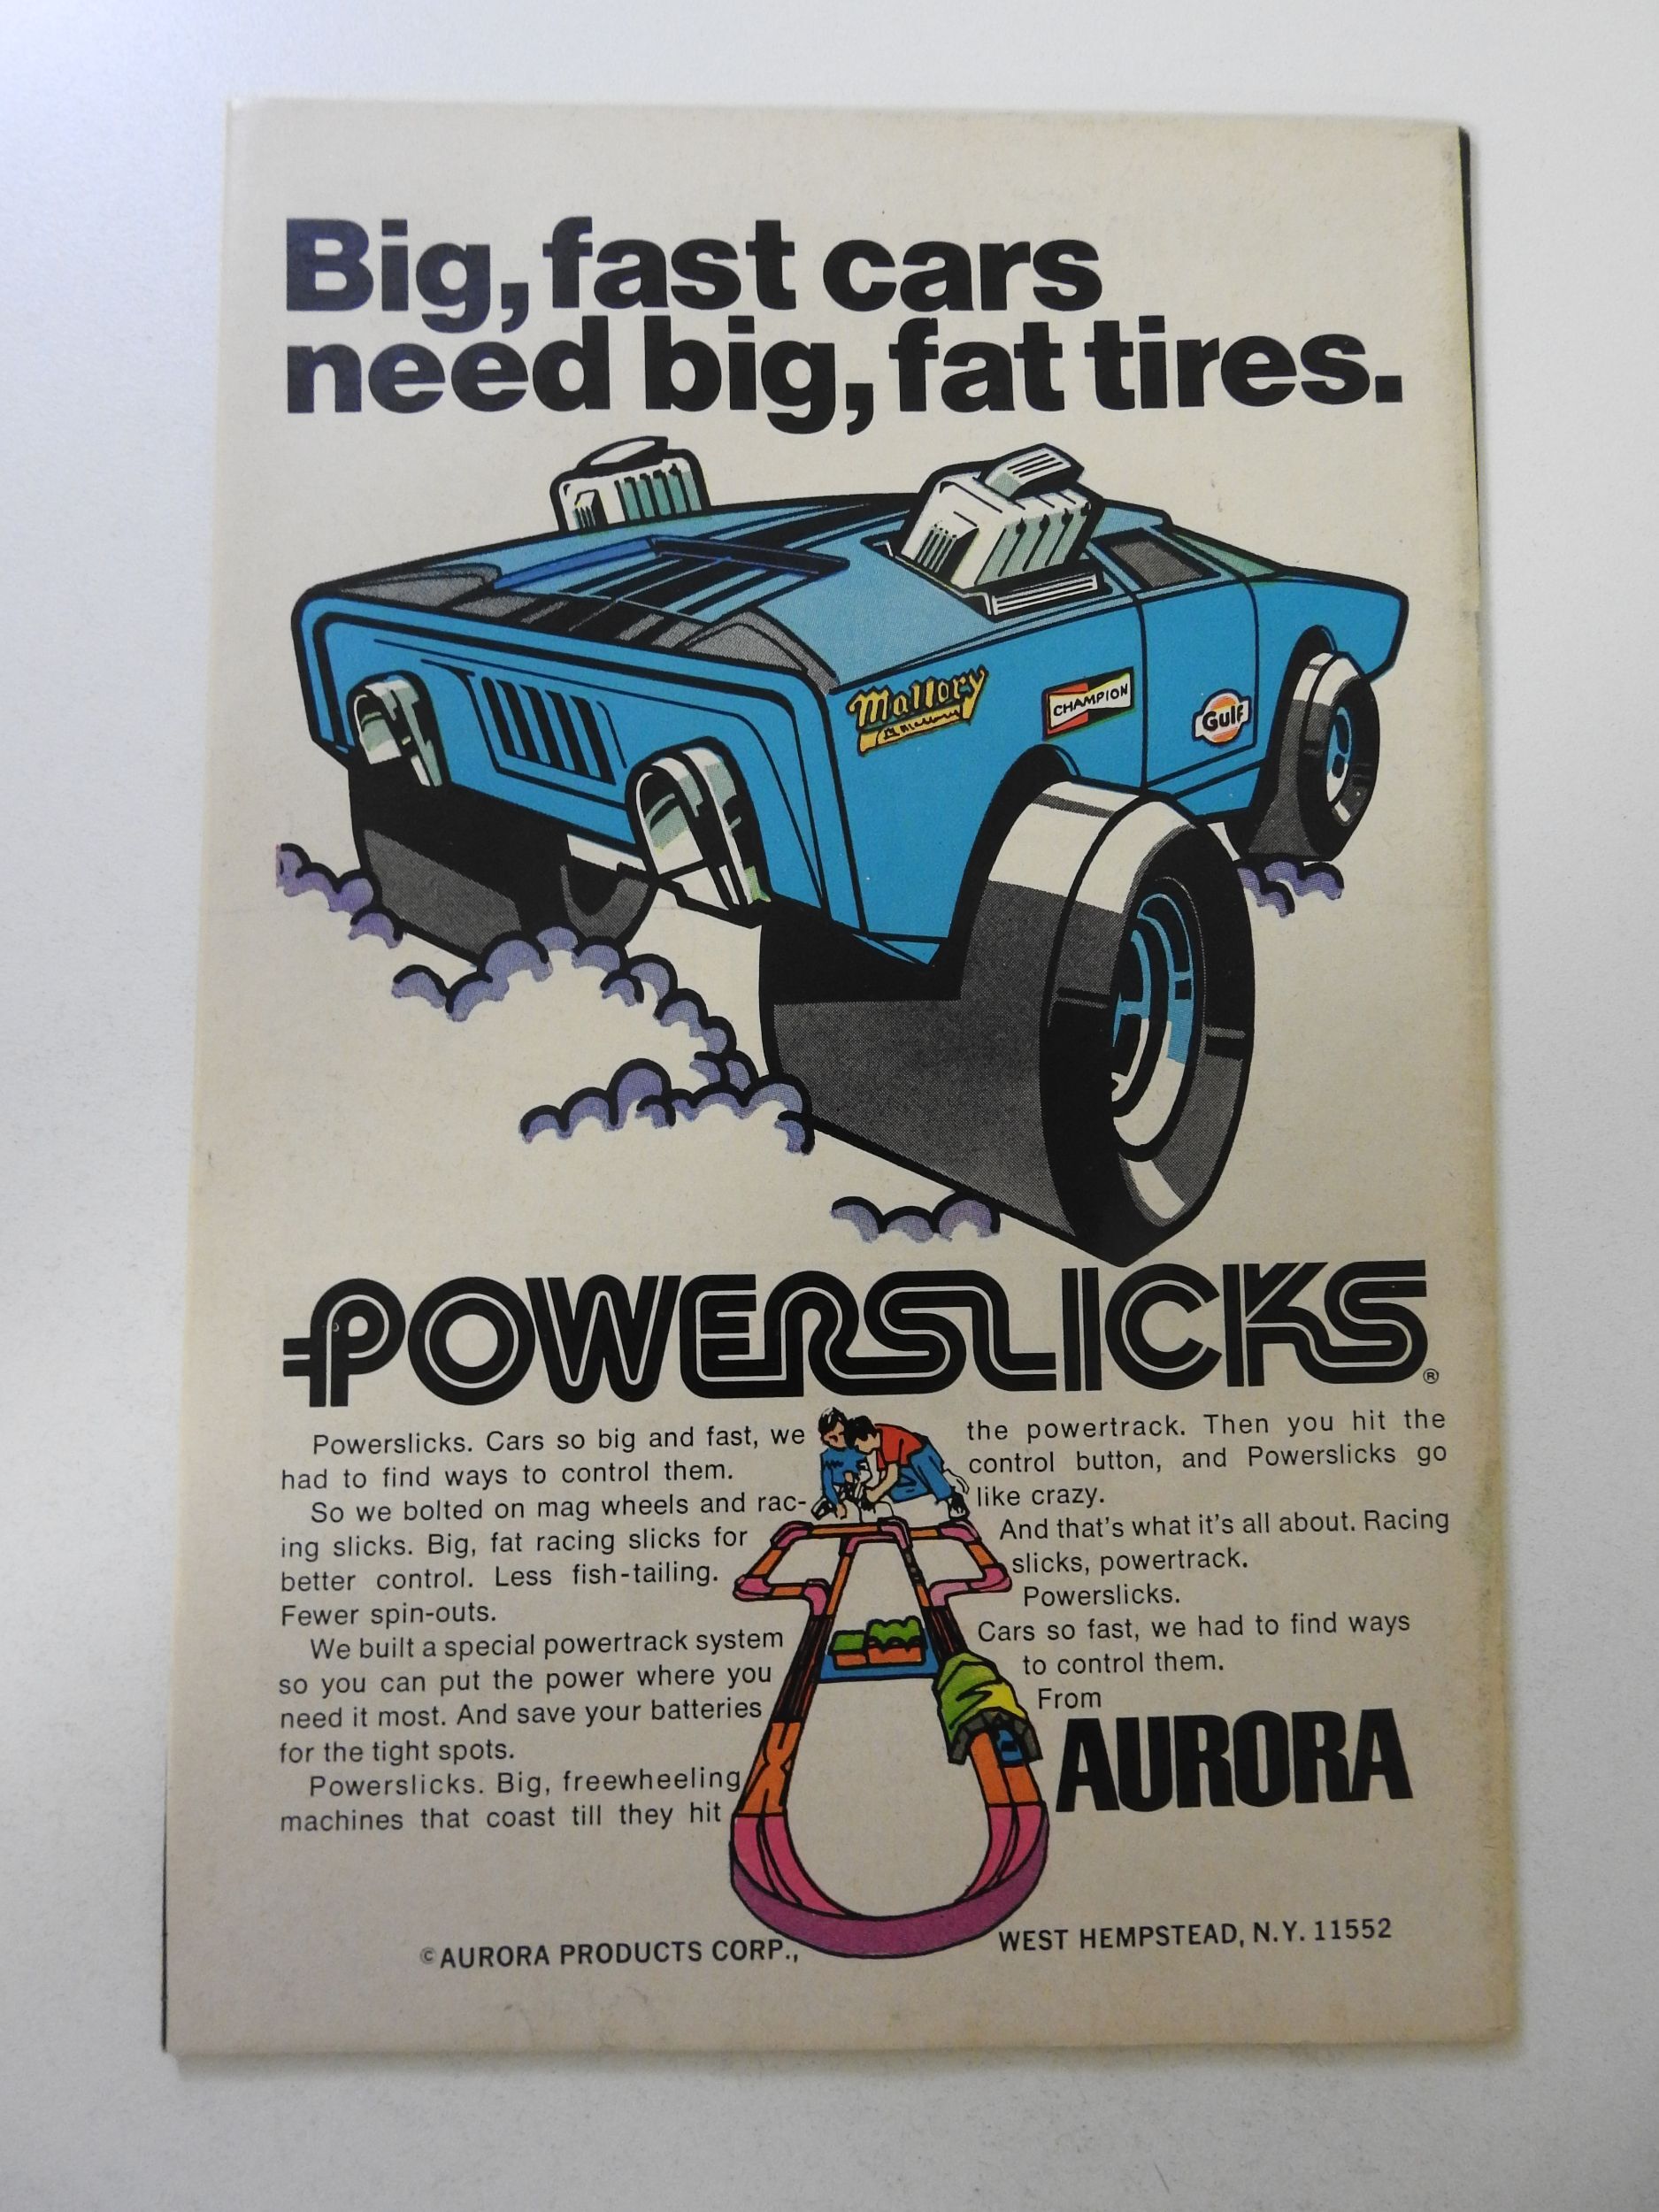 Big, fast cars
need big, fat tires.
Mallory
CHAMPION
Gulf
POWERSLICKS®
Powerslicks. Cars so big and fast, we
had to find ways to control them.
So we bolted on mag wheels and rac-
ing slicks. Big, fat racing slicks for
better control. Less fish-tailing.
Fewer spin-outs.
We built a special powertrack system
so you can put the power where you
need it most. And save your batteries
for the tight spots.
Powerslicks. Big, freewheeling
machines that coast till they hit
the powertrack. Then you hit the
control button, and Powerslicks go
like crazy.
And that's what it's all about. Racing
slicks, powertrack.
Powerslicks.
Cars so fast, we had to find ways
to control them.
From
AURORA
©AURORA PRODUCTS CORP., WEST HEMPSTEAD, N.Y. 11552